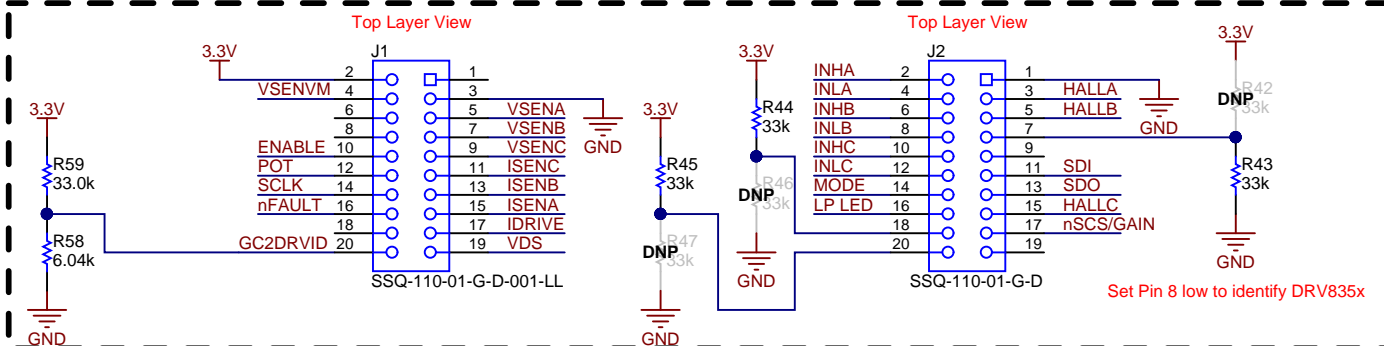 Top Layer View
Top Layer View
3.3V
J1
3.3V
J2
3.3V
2
1
VSENVM 4
3
6
5 VSENA
8
7 VSENB
ENABLE 10
9 VSENC
POT 12
11 ISENC
SCLK 14
13 ISENB
nFAULT 16
15 ISENA
18
17 IDRIVE
GC2DRVID 20
19 VDS
SSQ-110-01-G-D-001-LL
GND
3.3V
R59
33.0k
R58
6.04k
GND
3.3V
R45
33k
R47
DNP
33k
GND
R44
33k
R46
DNP
33k
GND
INHA 2
1
INLA 4
3 HALLA
INHB 6
5 HALLB
INLB 8
7
INHC 10
9
INLC 12
11 SDI
MODE 14
13 SDO
LP LED 16
15 HALLC
18
17 nSCS/GAIN
20
19
SSQ-110-01-G-D
GND
R42
DNP
33k
R43
33k
GND
Set Pin 8 low to identify DRV835x